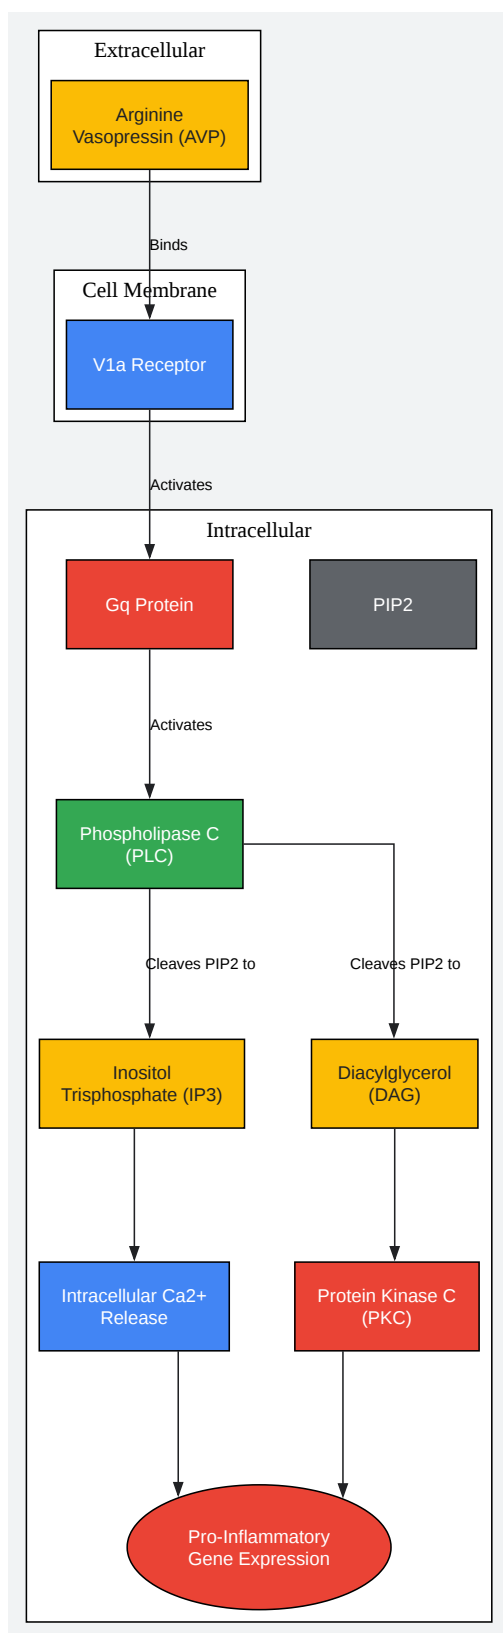 Extracellular
Arginine
Vasopressin (AVP)
Binds
Cell Membrane
V1a Receptor
Activates
Intracellular
Gq Protein
PIP2
Activates
Phospholipase C
(PLC)
Cleaves PIP2 to
Cleaves PIP2 to
Inositol
Trisphosphate (IP3)
Diacylglycerol
(DAG)
Intracellular Ca2+
Release
Protein Kinase C
(PKC)
Pro-Inflammatory
Gene Expression